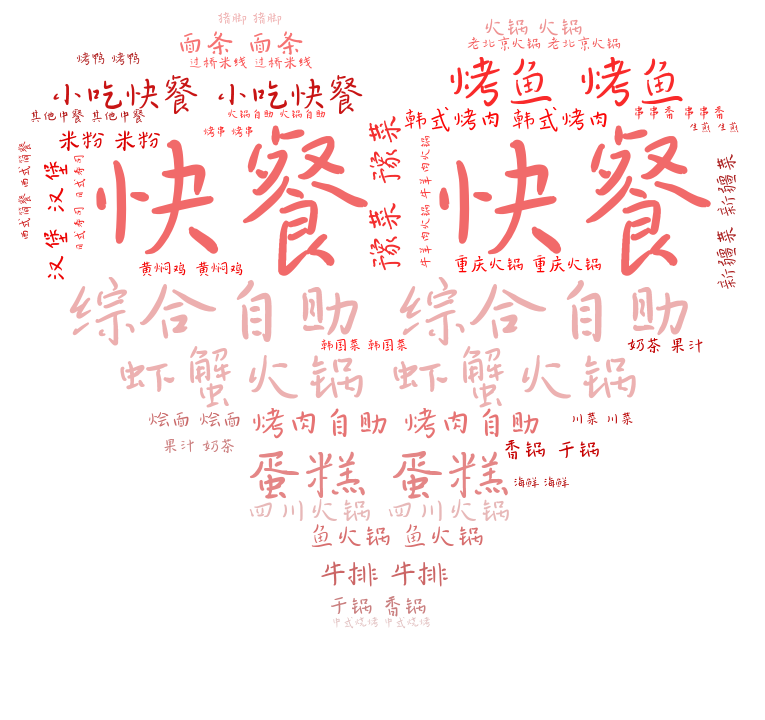 猪脚 猪脚
火锅 火锅
面条 面条
老北京火锅 老北京火锅
过桥米线 过桥米线
烤鸭 烤鸭
烤鱼 烤鱼
小吃快餐 小吃快餐
其他中餐 其他中餐
火锅自助 火锅自助
韩式烤肉 韩式烤肉
串串香 串串香
生煎 生煎
烤串 烤串
米粉 米粉
豫菜 豫菜
西式简餐 西式简餐
汉堡 汉堡
日式寿司 日式寿司
快餐 快餐
牛羊肉火锅 牛羊肉火锅
新疆菜 新疆菜
黄焖鸡 黄焖鸡
重庆火锅 重庆火锅
综合自助 综合自助
韩国菜 韩国菜
奶茶 果汁
虾蟹火锅 虾蟹火锅
烩面 烩面
烤肉自助 烤肉自助
川菜 川菜
果汁 奶茶
香锅 干锅
蛋糕 蛋糕
海鲜 海鲜
四川火锅 四川火锅
鱼火锅 鱼火锅
牛排 牛排
干锅 香锅
中式烧烤 中式烧烤